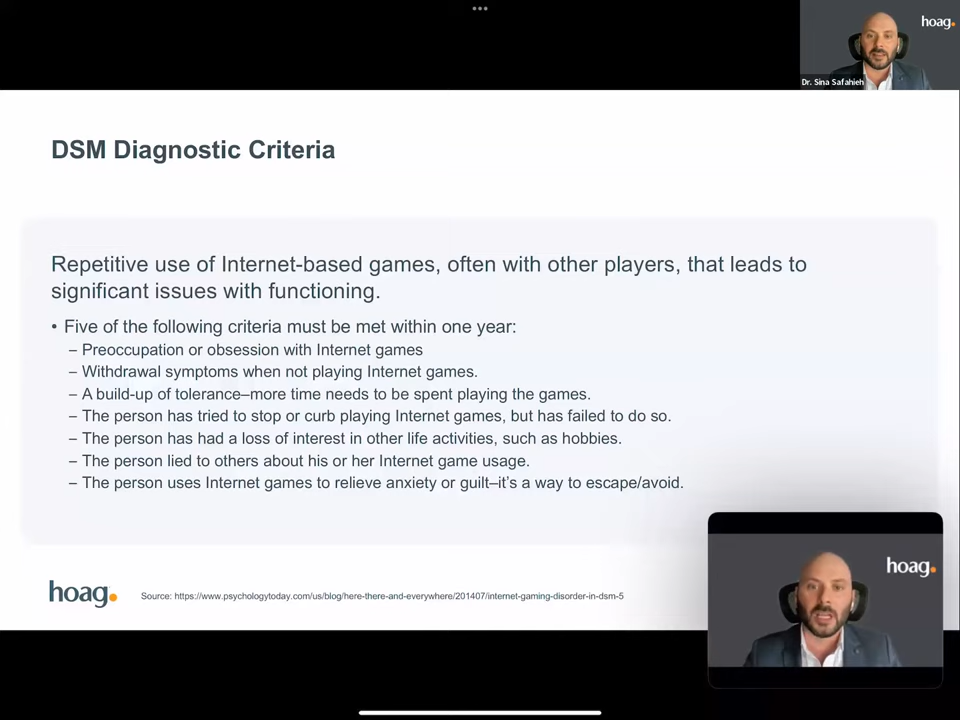 hoag.
Dr. Sina Safahieh
DSM Diagnostic Criteria
Repetitive use of Internet-based games, often with other players, that leads to
significant issues with functioning.
• Five of the following criteria must be met within one year:
– Preoccupation or obsession with Internet games
– Withdrawal symptoms when not playing Internet games.
– A build-up of tolerance–more time needs to be spent playing the games.
– The person has tried to stop or curb playing Internet games, but has failed to do so.
– The person has had a loss of interest in other life activities, such as hobbies.
– The person lied to others about his or her Internet game usage.
– The person uses Internet games to relieve anxiety or guilt–it's a way to escape/avoid.
hoag.
hoag.
Source: https://www.psychologytoday.com/us/blog/here-there-and-everywhere/201407/internet-gaming-disorder-in-dsm-5